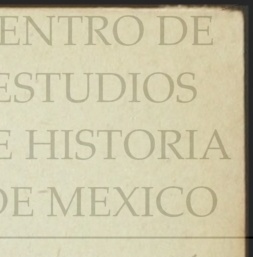 ENTRO DE
ESTUDIOS
E HISTORIA
DE MEXICO